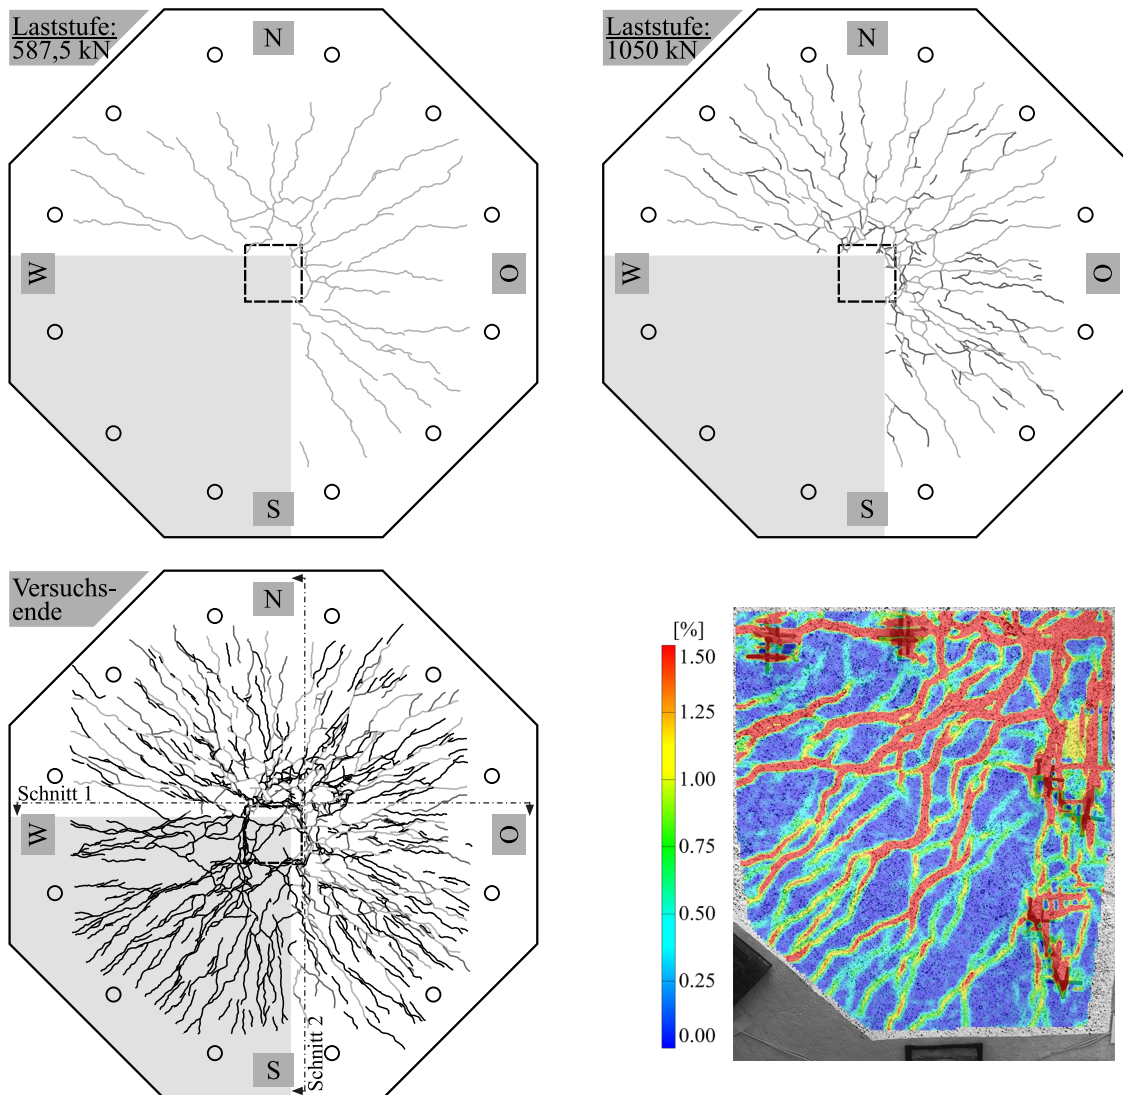 Laststufe:
587,5 kN
N
W
O
S
Laststufe:
1050 kN
N
W
O
S
Versuchs-
ende
N
Schnitt 1
W
O
S
Schnitt 2
[%]
1.50
1.25
1.00
0.75
0.50
0.25
0.00